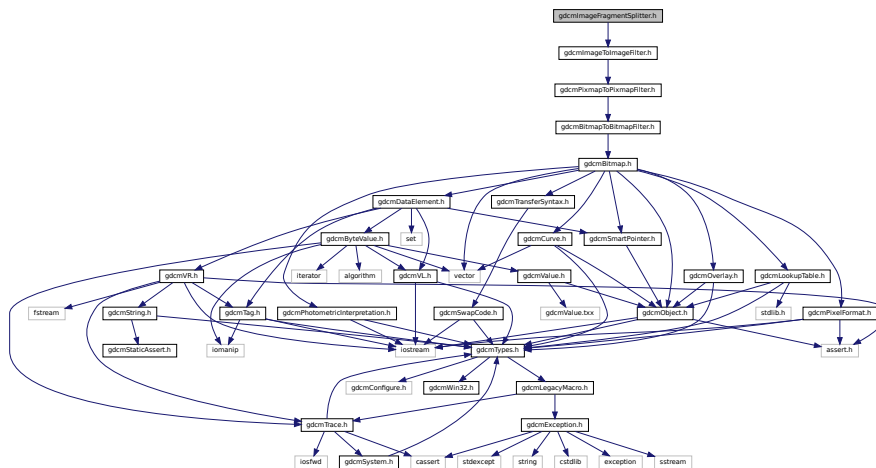 gdcmImageFragmentSplitter.h
gdcmImageToImageFilter.h
gdcmPixmapToPixmapFilter.h
gdcmBitmapToBitmapFilter.h
gdcmBitmap.h
gdcmDataElement.h
gdcmTransferSyntax.h
gdcmByteValue.h
set
gdcmCurve.h
gdcmSmartPointer.h
gdcmVR.h
iterator
algorithm
gdcmVL.h
vector
gdcmValue.h
gdcmOverlay.h
gdcmLookupTable.h
fstream
gdcmString.h
gdcmTag.h
gdcmPhotometricInterpretation.h
gdcmSwapCode.h
gdcmValue.txx
gdcmObject.h
stdlib.h
gdcmPixelFormat.h
gdcmStaticAssert.h
iomanip
iostream
gdcmTypes.h
assert.h
gdcmConfigure.h
gdcmWin32.h
gdcmLegacyMacro.h
gdcmTrace.h
gdcmException.h
iosfwd
gdcmSystem.h
cassert
stdexcept
string
cstdlib
exception
sstream